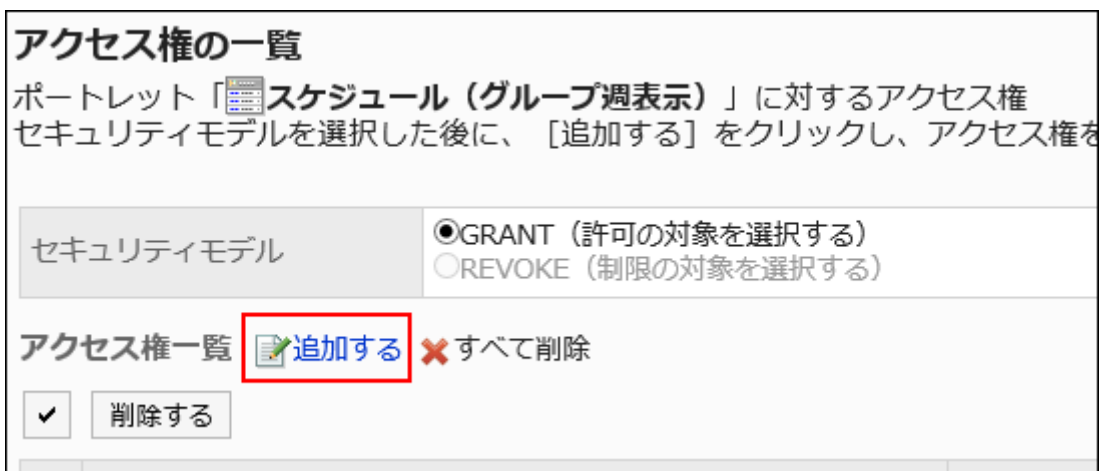 アクセス権の一覧
ポートレット「スケジュール（グループ週表示）」に対するアクセス権
セキュリティモデルを選択した後に、［追加する］をクリックし、アクセス権を
セキュリティモデル
GRANT（許可の対象を選択する）
REVOKE（制限の対象を選択する）
アクセス権一覧 追加する すべて削除
削除する